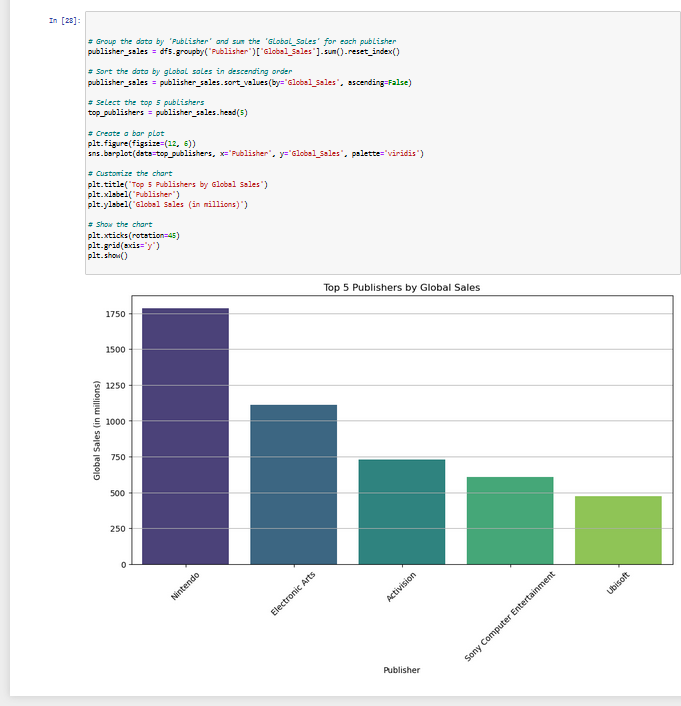 In [28]:
# Group the data by 'Publisher' and sum the 'Global_Sales' for each publisher
publisher_sales = df5.groupby('Publisher')['Global_Sales'].sum().reset_index()
# Sort the data by global sales in descending order
publisher_sales = publisher_sales.sort_values(by='Global_Sales', ascending=False)
# Select the top 5 publishers
top_publishers = publisher_sales.head(5)
# Create a bar plot
plt.figure(figsize=(12, 6))
sns.barplot(data=top_publishers, x='Publisher', y='Global_Sales', palette='viridis')
# Customize the chart
plt.title('Top 5 Publishers by Global Sales')
plt.xlabel('Publisher')
plt.ylabel('Global Sales (in millions)')
# Show the chart
plt.xticks(rotation=45)
plt.grid(axis='y')
plt.show()
Top 5 Publishers by Global Sales
Global Sales (in millions)
1750
1500
1250
1000
750
500
250
0
Nintendo
Electronic Arts
Activision
Sony Computer Entertainment
Ubisoft
Publisher